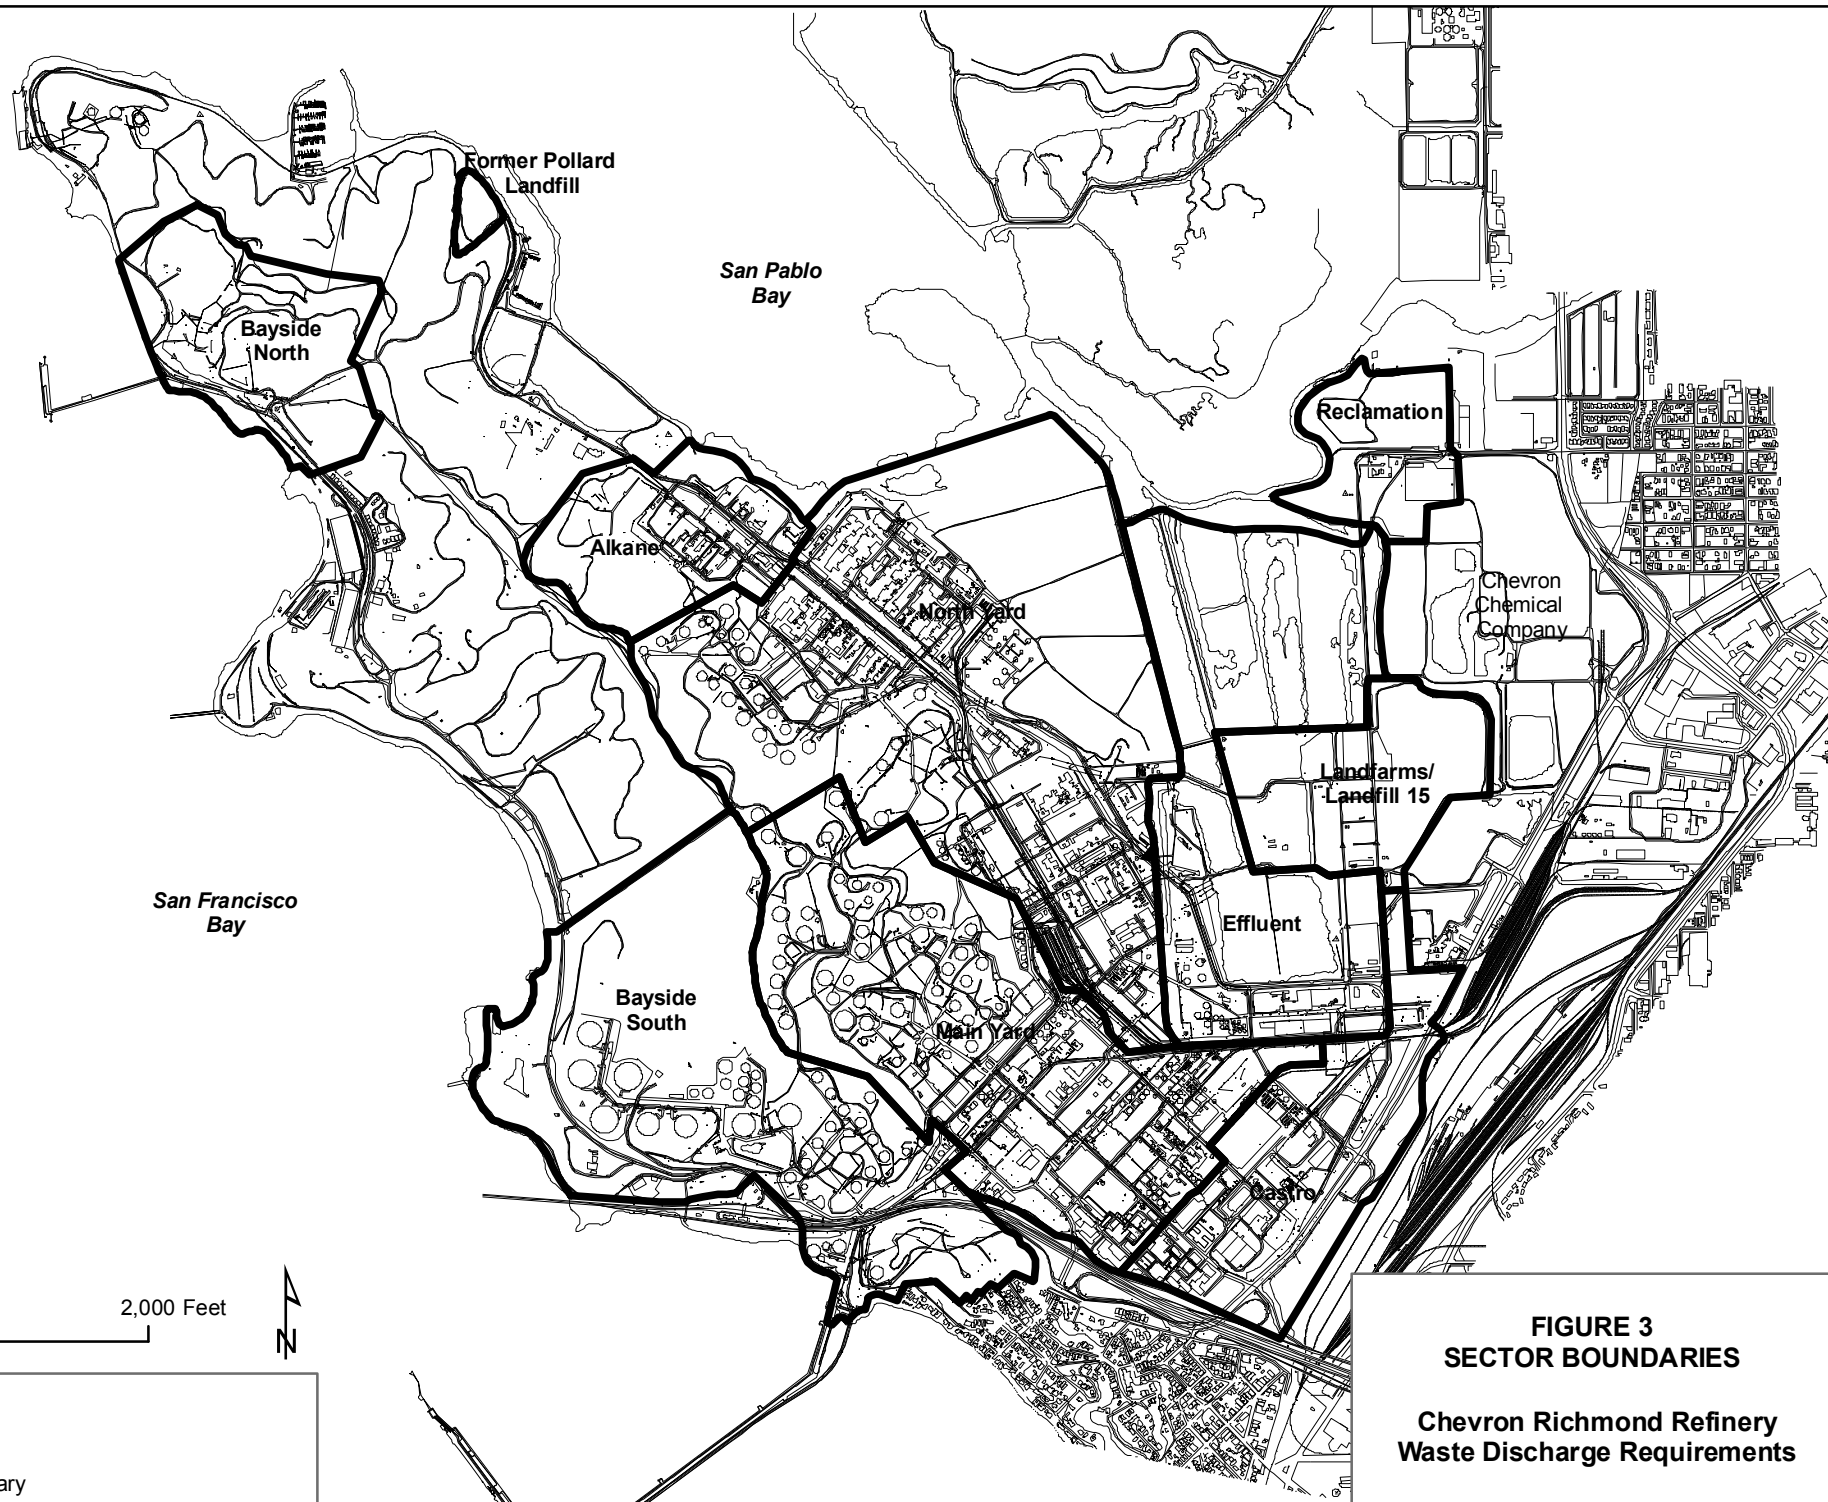 Former Pollard
Landfill
San Pablo
Bay
Bayside
North
Reclamation
Alkane
Chevron
Chemical
Company
North Yard
Landfarms/
Landfill 15
San Francisco
Bay
Effluent
Bayside
South
Main Yard
Castro
2,000 Feet
N
FIGURE 3
SECTOR BOUNDARIES
Chevron Richmond Refinery
Waste Discharge Requirements
ary